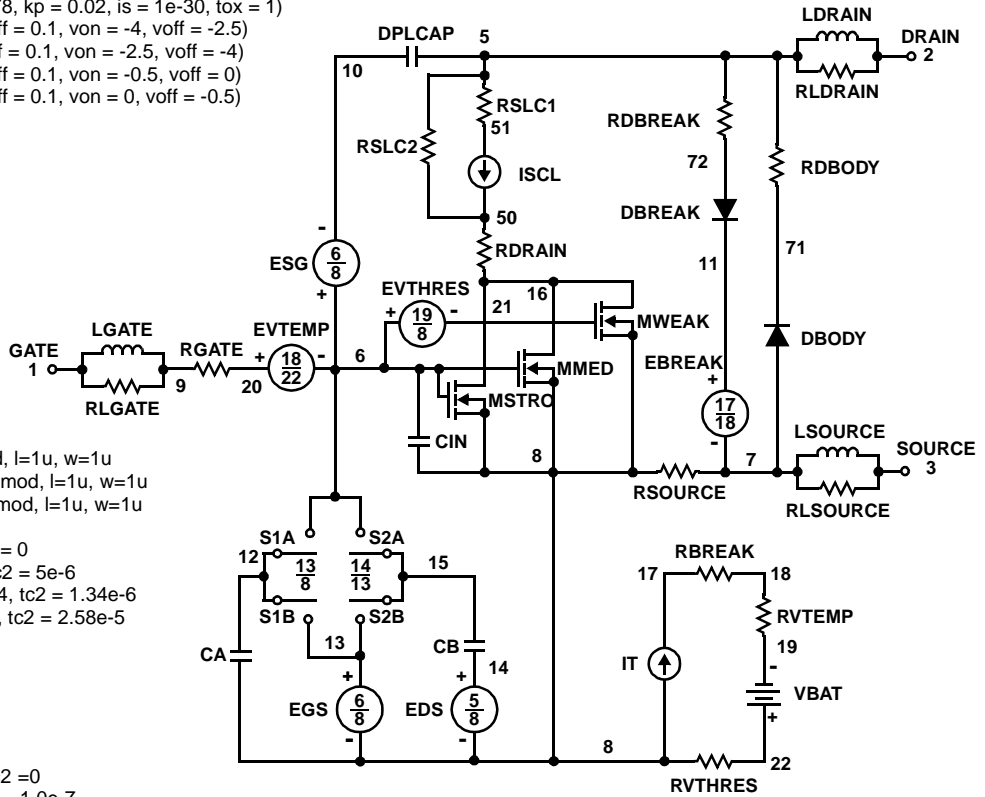 78, kp = 0.02, is = 1e-30, tox = 1)
ff = 0.1, von = -4, voff = -2.5)
f = 0.1, von = -2.5, voff = -4)
ff = 0.1, von = -0.5, voff = 0)
ff = 0.1, von = 0, voff = -0.5)
DPLCAP
5
10
LDRAIN
DRAIN
2
RLDRAIN
RSLC1
51
RSLC2
ISCL
RDBREAK
72
RDBODY
DBREAK
50
RDRAIN
71
11
-
ESG
6
8
+
EVTHRES
+
19
8
-
16
21
MWEAK
LGATE
GATE
1
RLGATE
9
RGATE
20
EVTEMP
+
18
22
-
6
MMED
MSTRO
EBREAK
+
17
18
-
DBODY
CIN
8
RSOURCE
7
LSOURCE
SOURCE
3
RLSOURCE
d, l=1u, w=1u
mod, l=1u, w=1u
mod, l=1u, w=1u
= 0
c2 = 5e-6
4, tc2 = 1.34e-6
, tc2 = 2.58e-5
S1A
S2A
12
13
8
14
13
15
S1B
S2B
13
CA
CB
14
+
EGS
6
8
-
+
EDS
5
8
-
RBREAK
17
18
RVTEMP
19
-
IT
VBAT
+
8
22
RVTHRES
2 =0